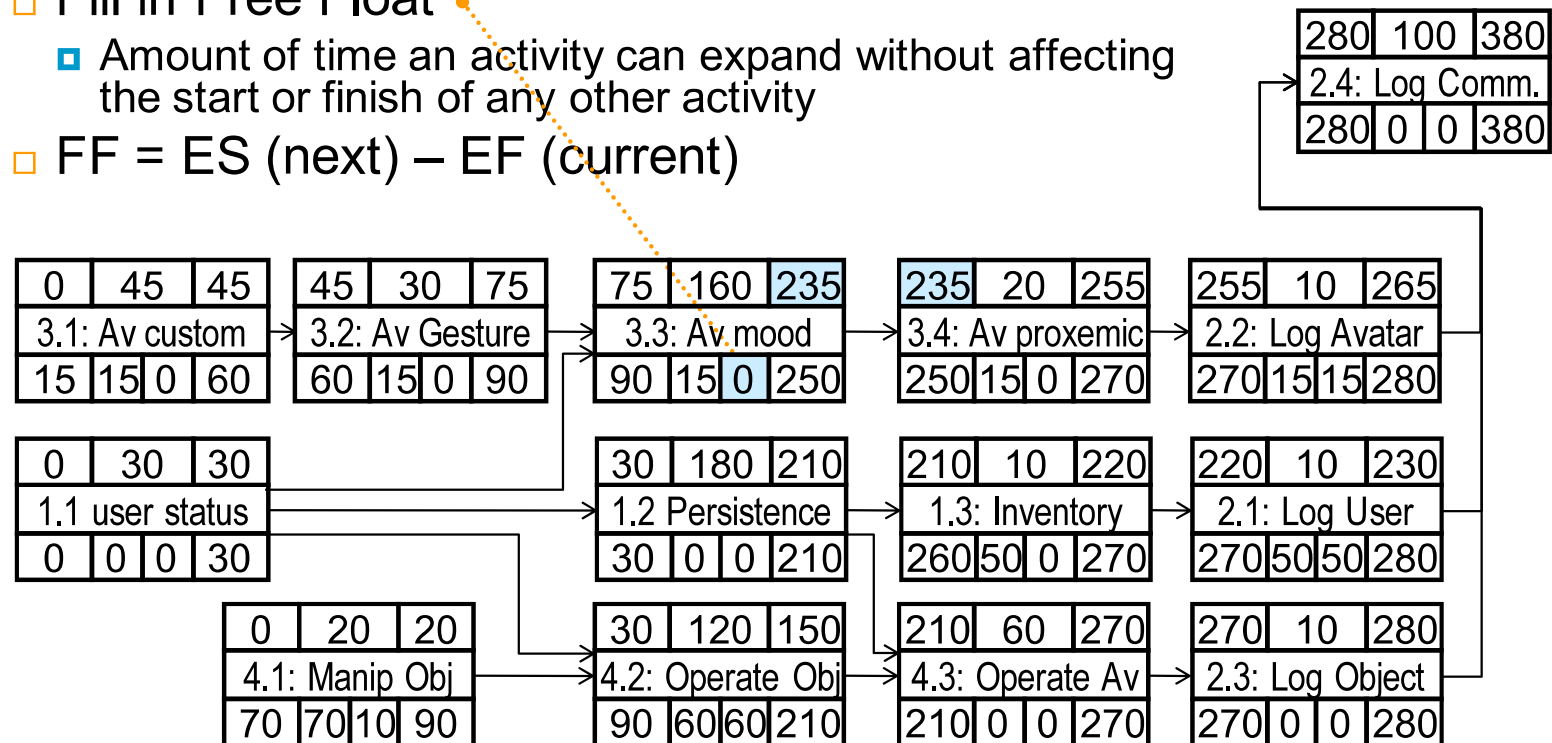 Fill in Free Float
Amount of time an activity can expand without affecting
the start or finish of any other activity
FF = ES (next) – EF (current)
280 100 380
2.4: Log Comm.
280 0 0 380
0 45 45
3.1: Av custom
15 15 0 60
45 30 75
3.2: Av Gesture
60 15 0 90
75 160 235
3.3: Av mood
90 15 0 250
235 20 255
3.4: Av proxemic
250 15 0 270
255 10 265
2.2: Log Avatar
270 15 15 280
0 30 30
1.1 user status
0 0 0 30
30 180 210
1.2 Persistence
30 0 0 210
210 10 220
1.3: Inventory
260 50 0 270
220 10 230
2.1: Log User
270 50 50 280
0 20 20
4.1: Manip Obj
70 70 10 90
30 120 150
4.2: Operate Obj
90 60 60 210
210 60 270
4.3: Operate Av
210 0 0 270
270 10 280
2.3: Log Object
270 0 0 280